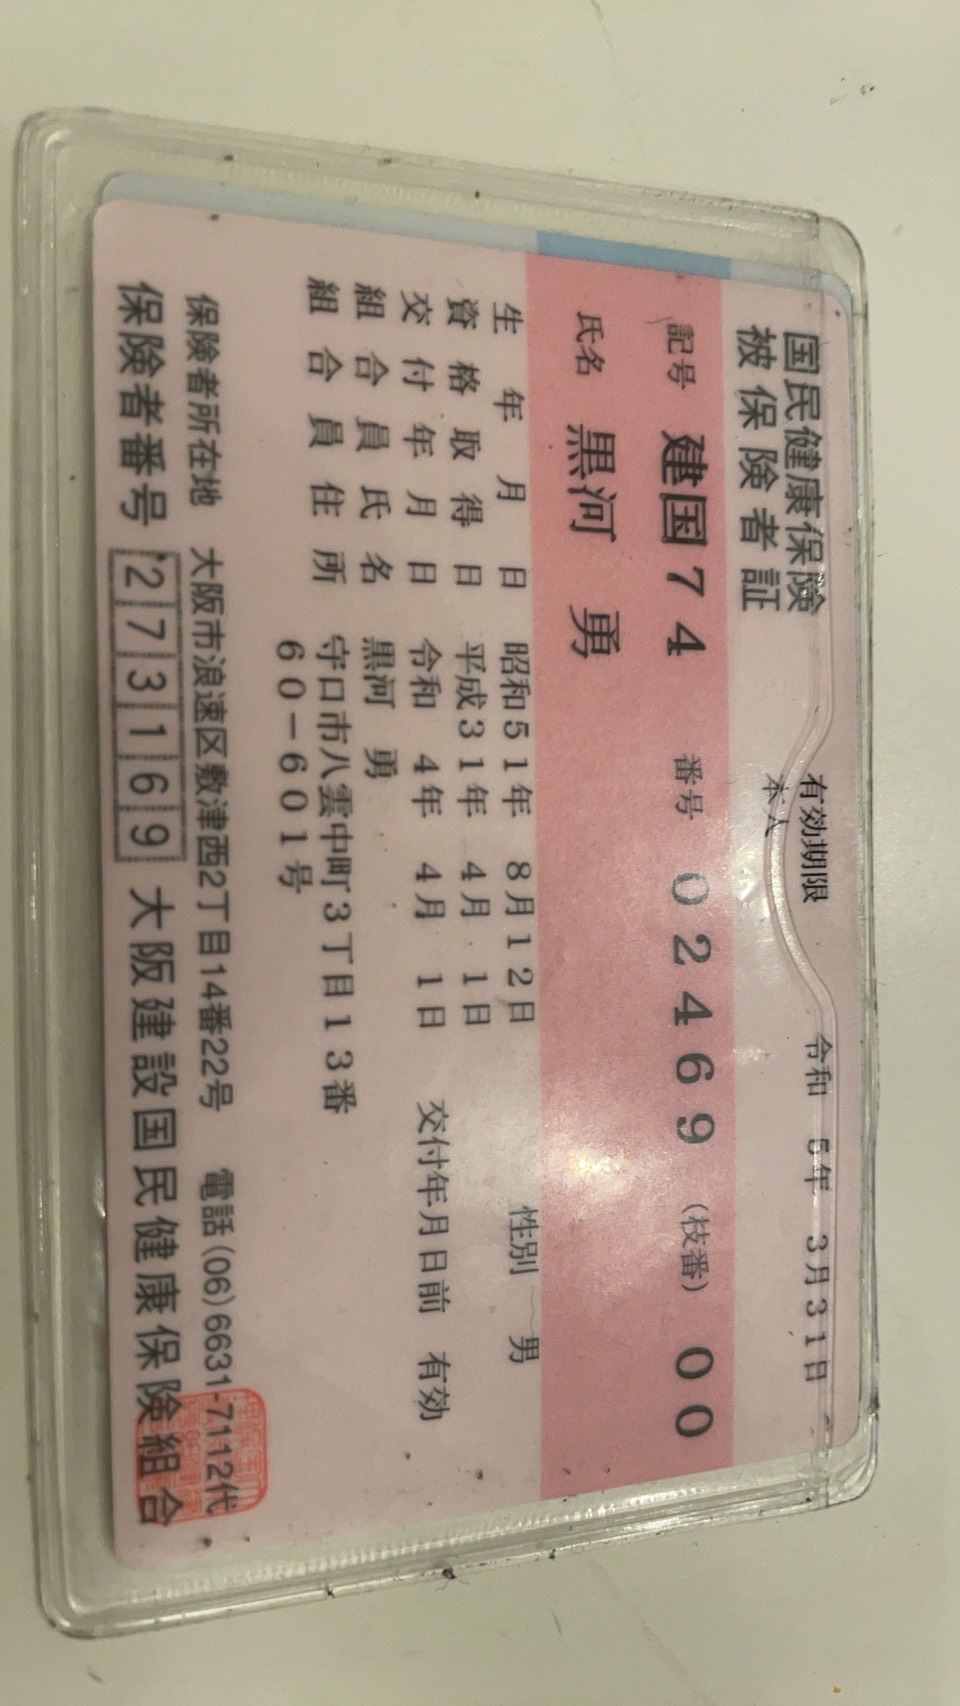 国民健康保険
被保険者証
有効期限 令和 5年 3月31日
本人
記号 建国74 番号 02469 (枝番) 00
氏名 黒河 勇
生年月日 昭和51年 8月12日 性別 男
資格取得日 平成31年 4月 1日
交付年月日 令和 4年 4月 1日 交付年月日前 有効
組合員氏名 黒河 勇
組合員住所 守口市八雲中町3丁目13番
60-601号
保険者所在地 大阪市浪速区敷津西2丁目14番22号 電話(06)6631-7112代
保険者番号 273169 大阪建設国民健康保険組合